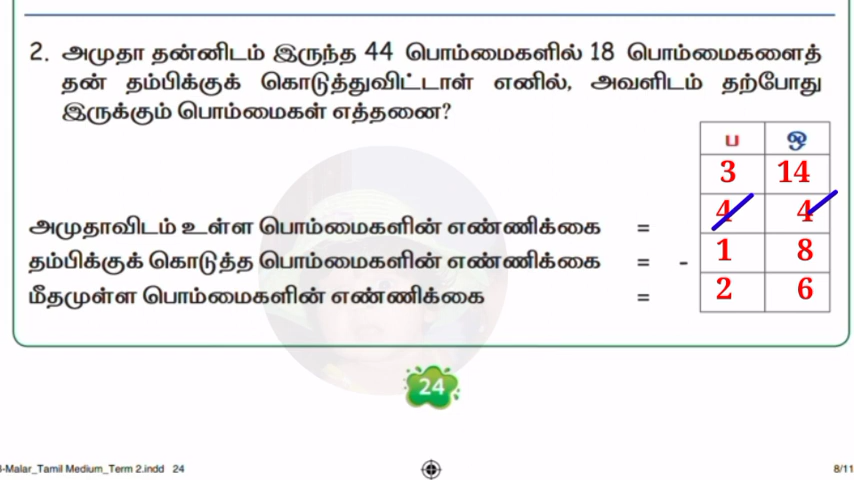 2. அமுதா தன்னிடம் இருந்த 44 பொம்மைகளில் 18 பொம்மைகளைத்
தன் தம்பிக்குக் கொடுத்துவிட்டாள் எனில், அவளிடம் தற்போது
இருக்கும் பொம்மைகள் எத்தனை?
ப ஒ
3 14
அமுதாவிடம் உள்ள பொம்மைகளின் எண்ணிக்கை = 4 4
தம்பிக்குக் கொடுத்த பொம்மைகளின் எண்ணிக்கை = - 1 8
மீதமுள்ள பொம்மைகளின் எண்ணிக்கை = 2 6
24
-Malar_Tamil Medium_Term 2.indd 24 8/11